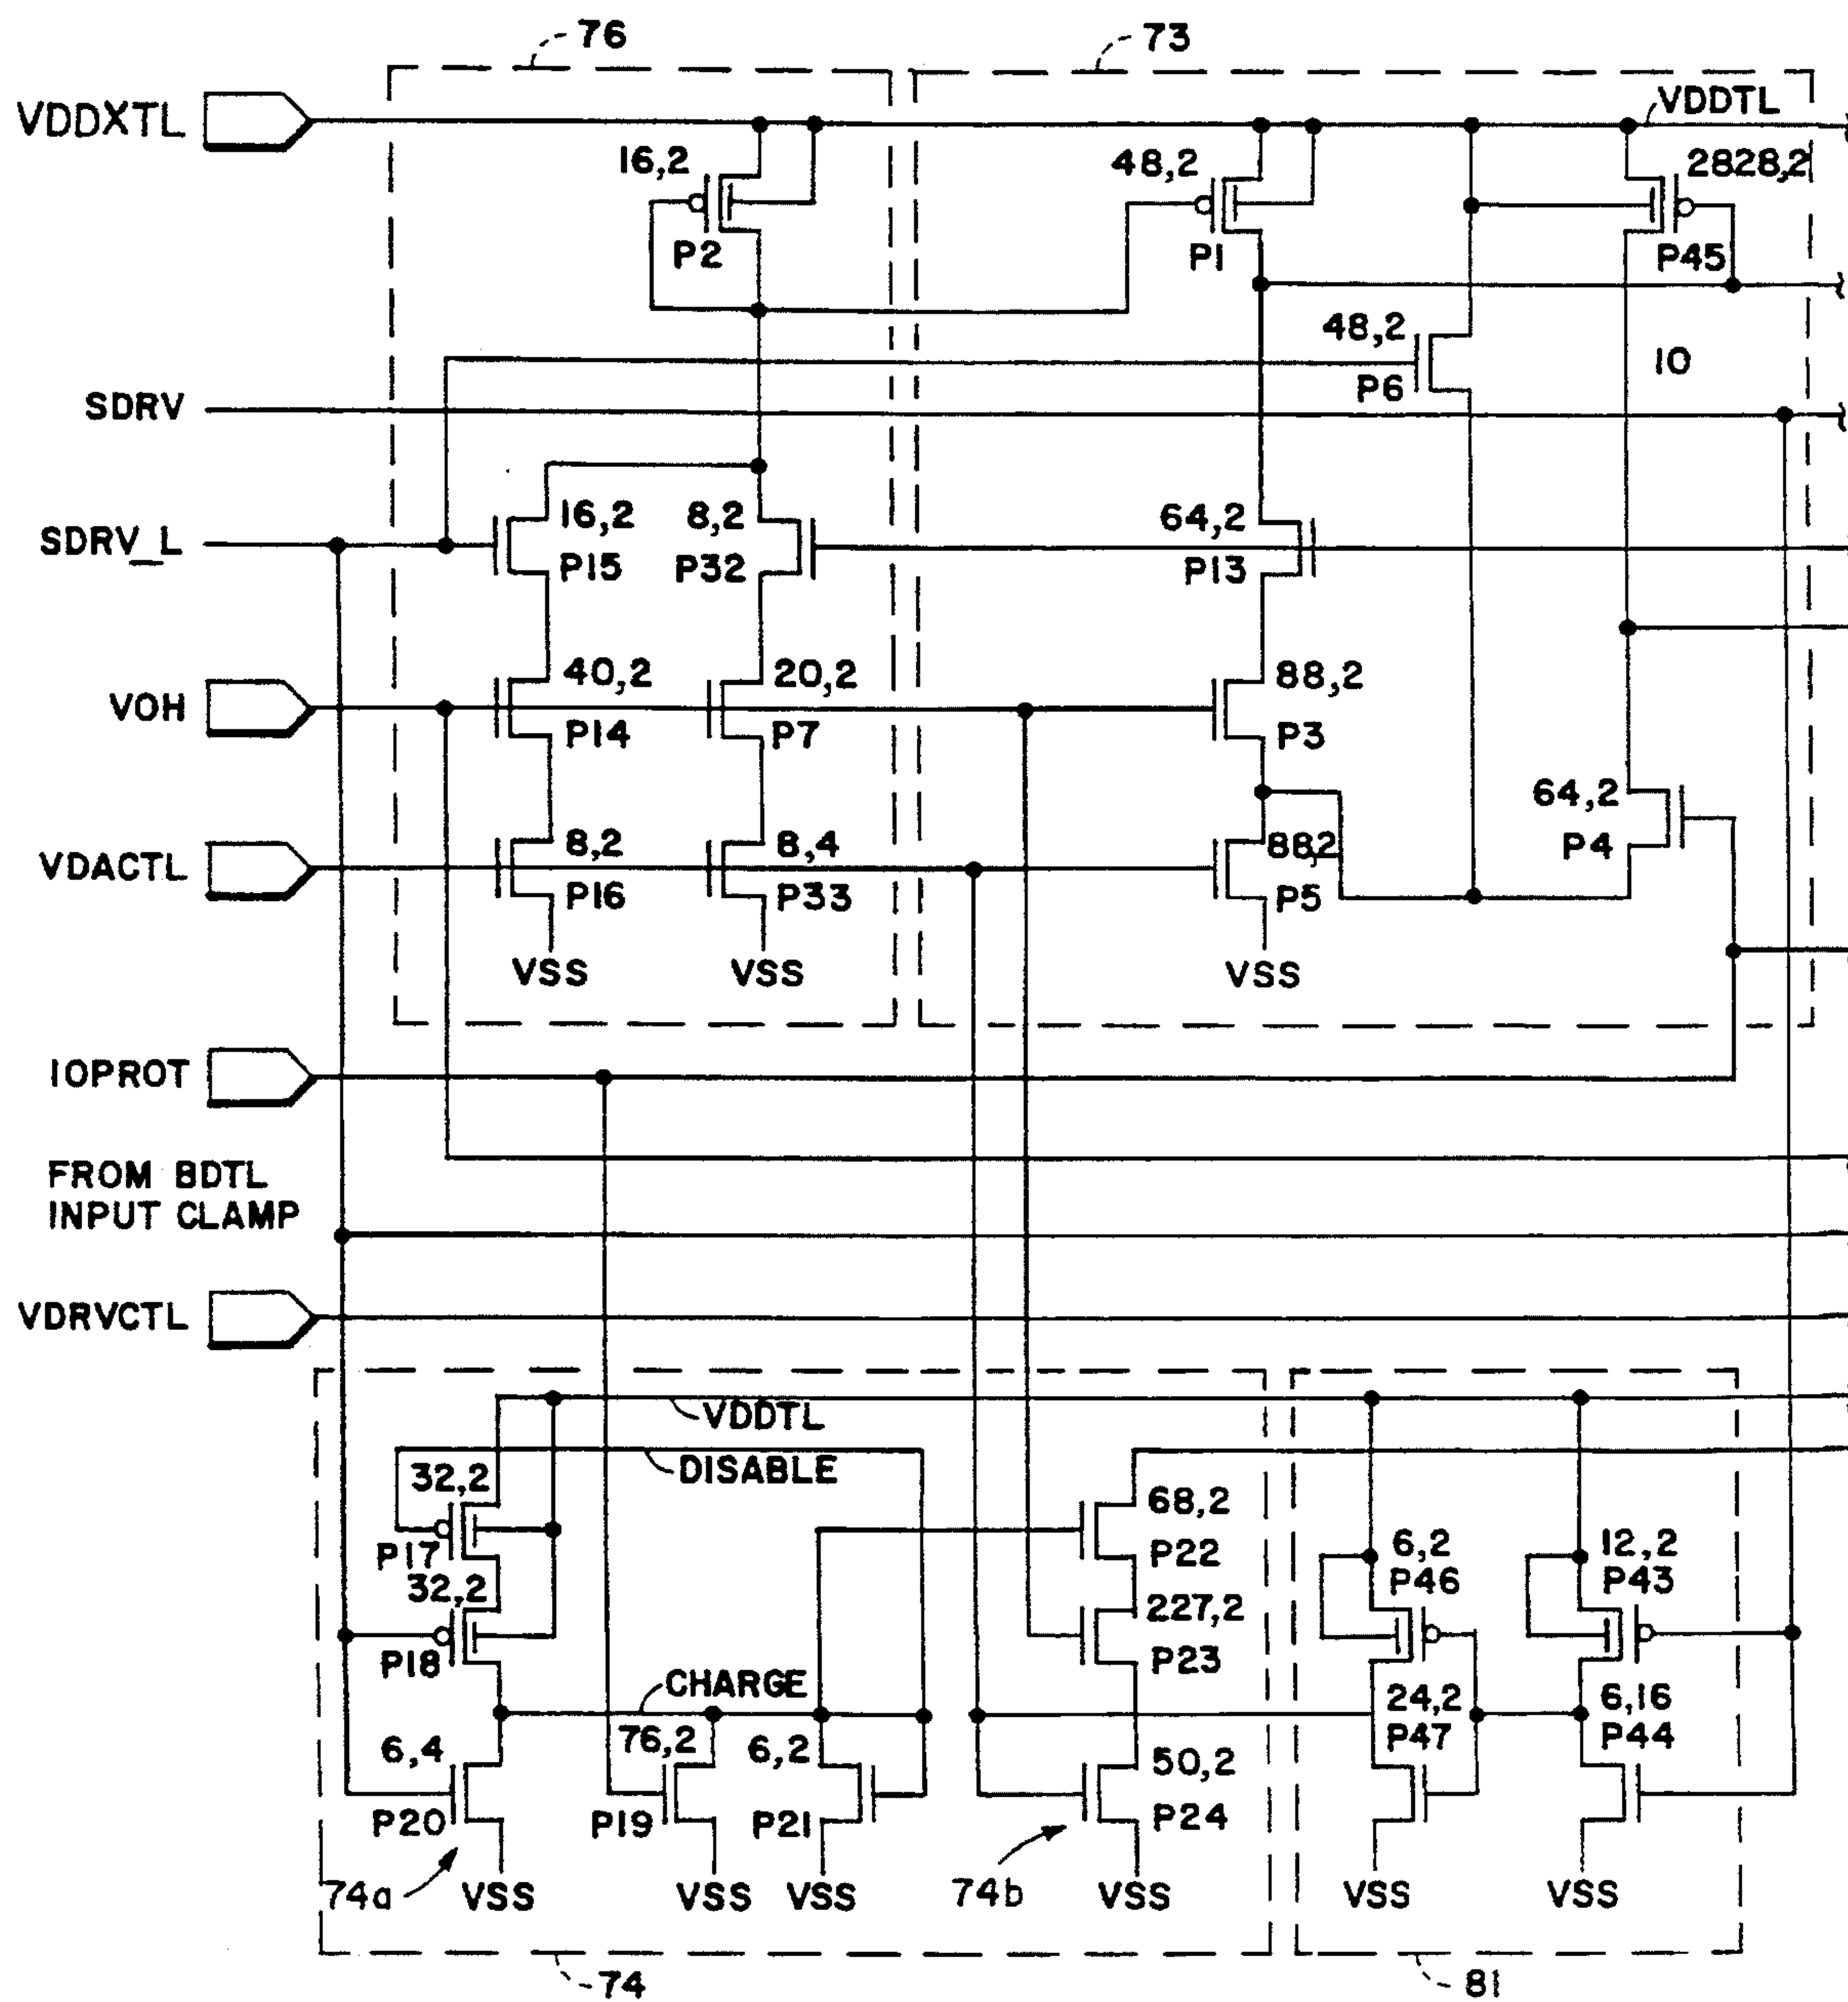 76
73
VDDXTL
VDDTL
16,2
48,2
2828,2
P2
P1
P45
48,2
10
P6
SDRV
16,2
8,2
64,2
SDRV_L
P15
P32
P13
40,2
20,2
88,2
VOH
P14
P7
P3
64,2
8,2
8,4
88,2
P4
VDACTL
P16
P33
P5
VSS
VSS
VSS
IOPROT
FROM BDTL
INPUT CLAMP
VDRVCTL
VDDTL
DISABLE
32,2
68,2
P17
P22
6,2
12,2
32,2
P46
P43
227,2
P18
P23
CHARGE
24,2
6,16
76,2
P47
P44
6,4
6,2
50,2
P20
P19
P21
P24
74a
VSS
VSS
VSS
74b
VSS
VSS
VSS
74
81